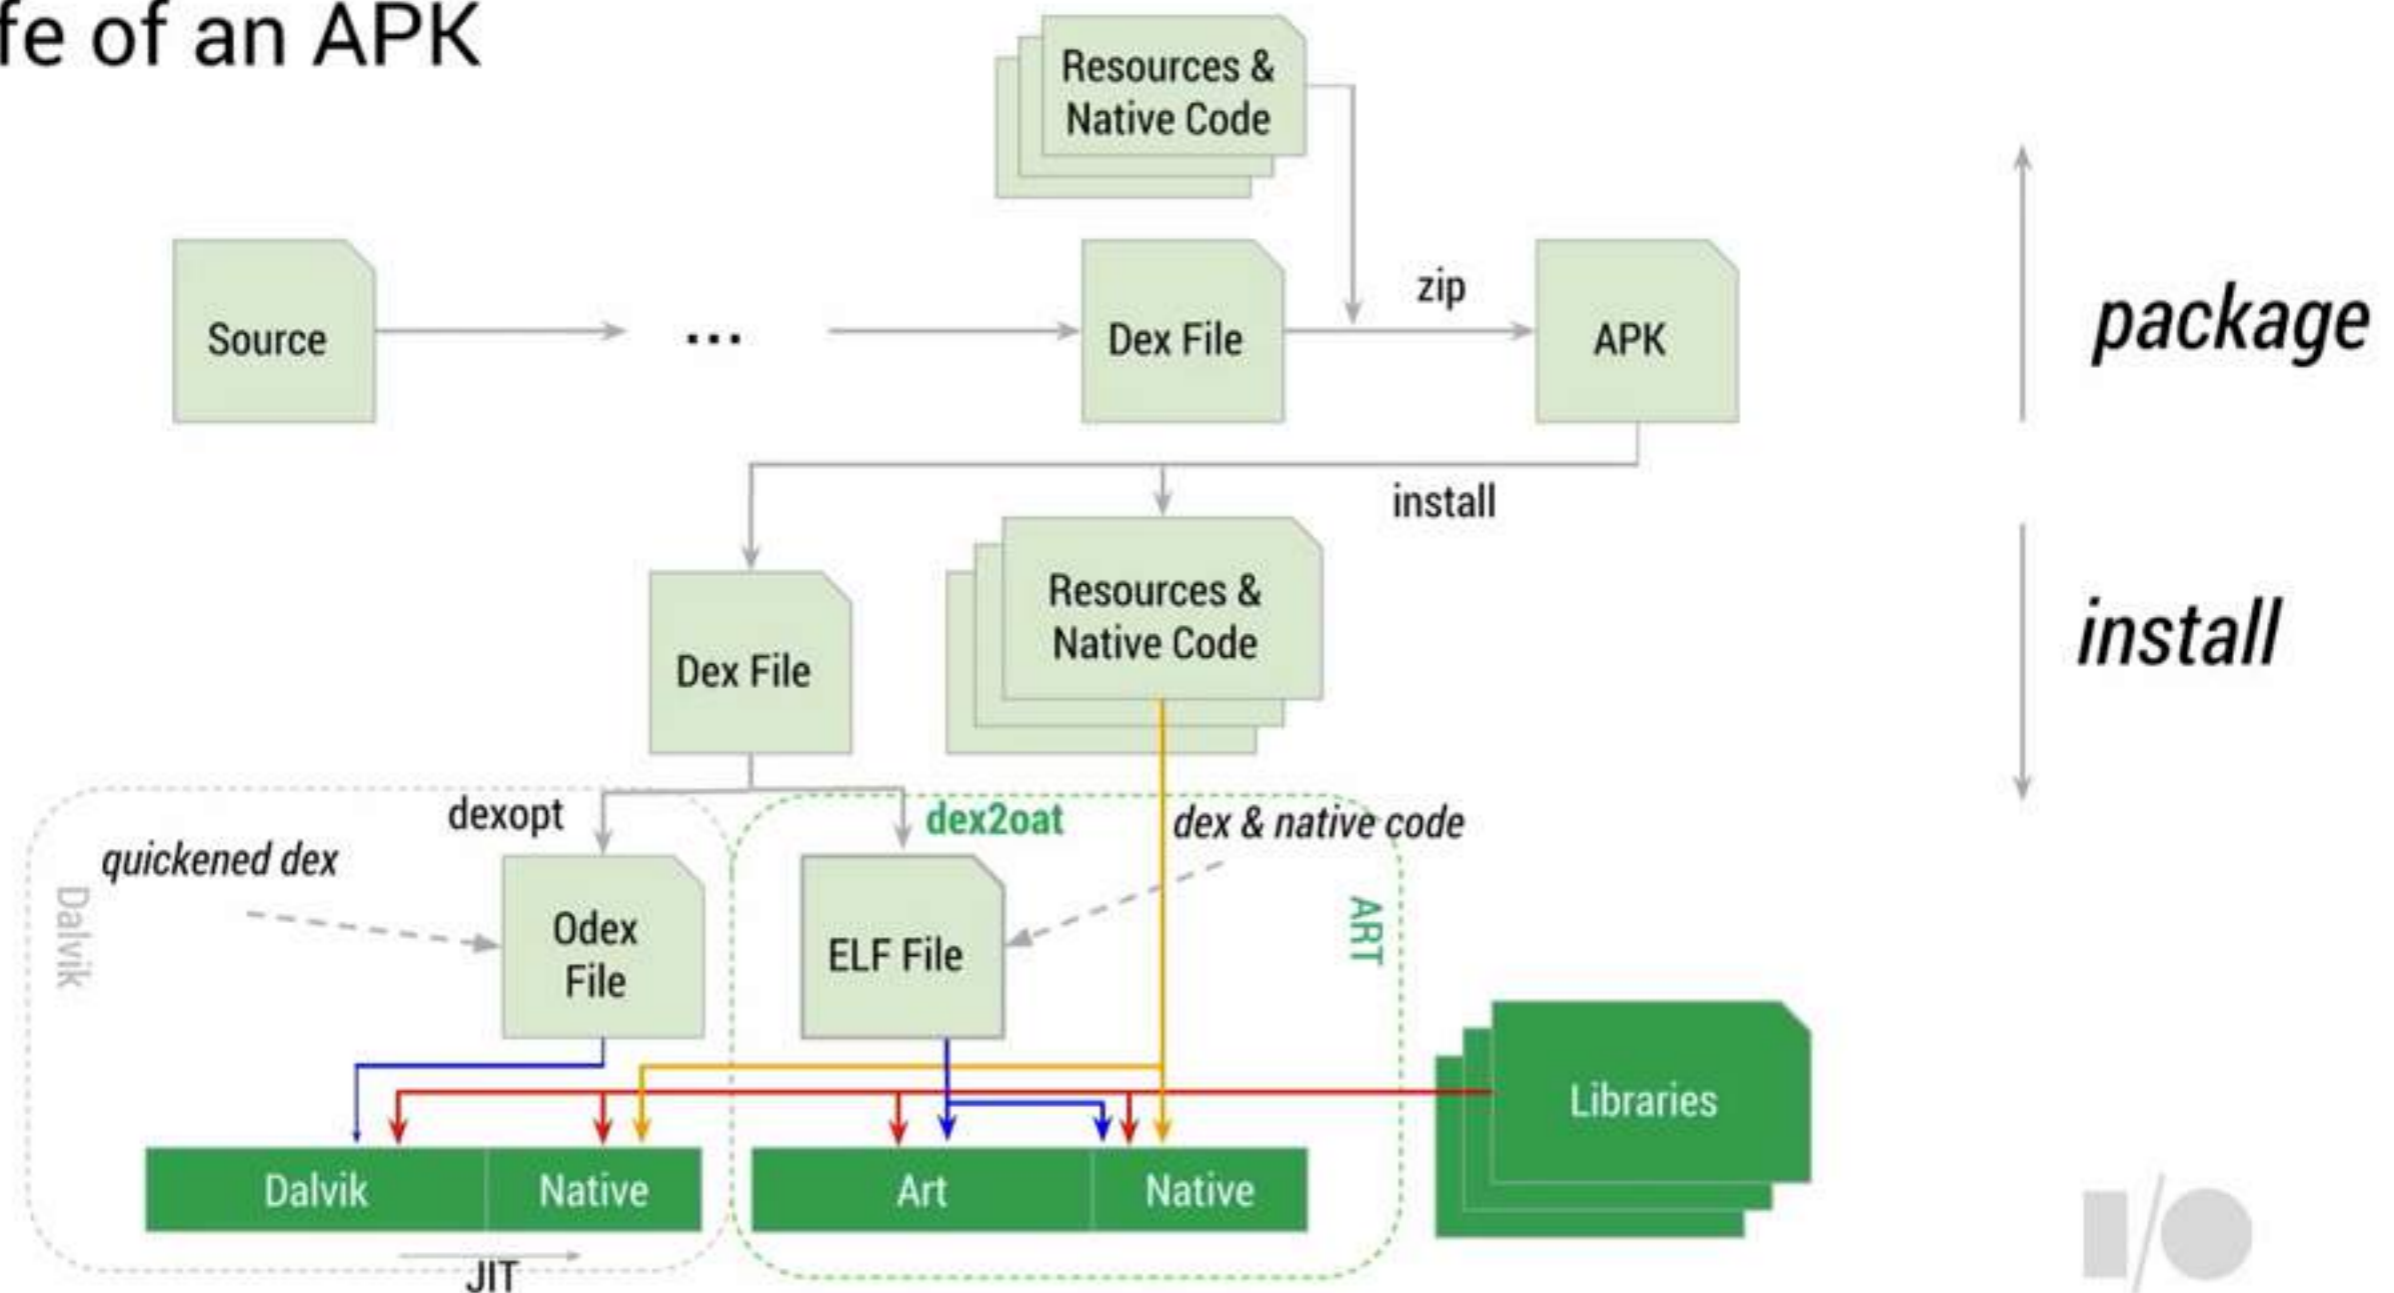 fe of an APK
Resources &
Native Code
Source
...
Dex File
zip
APK
package
install
Resources &
Native Code
install
Dex File
dexopt
dex2oat
dex & native code
quickened dex
Dalvik
Odex
File
ELF File
ART
Libraries
Dalvik
Native
Art
Native
JIT
I/O